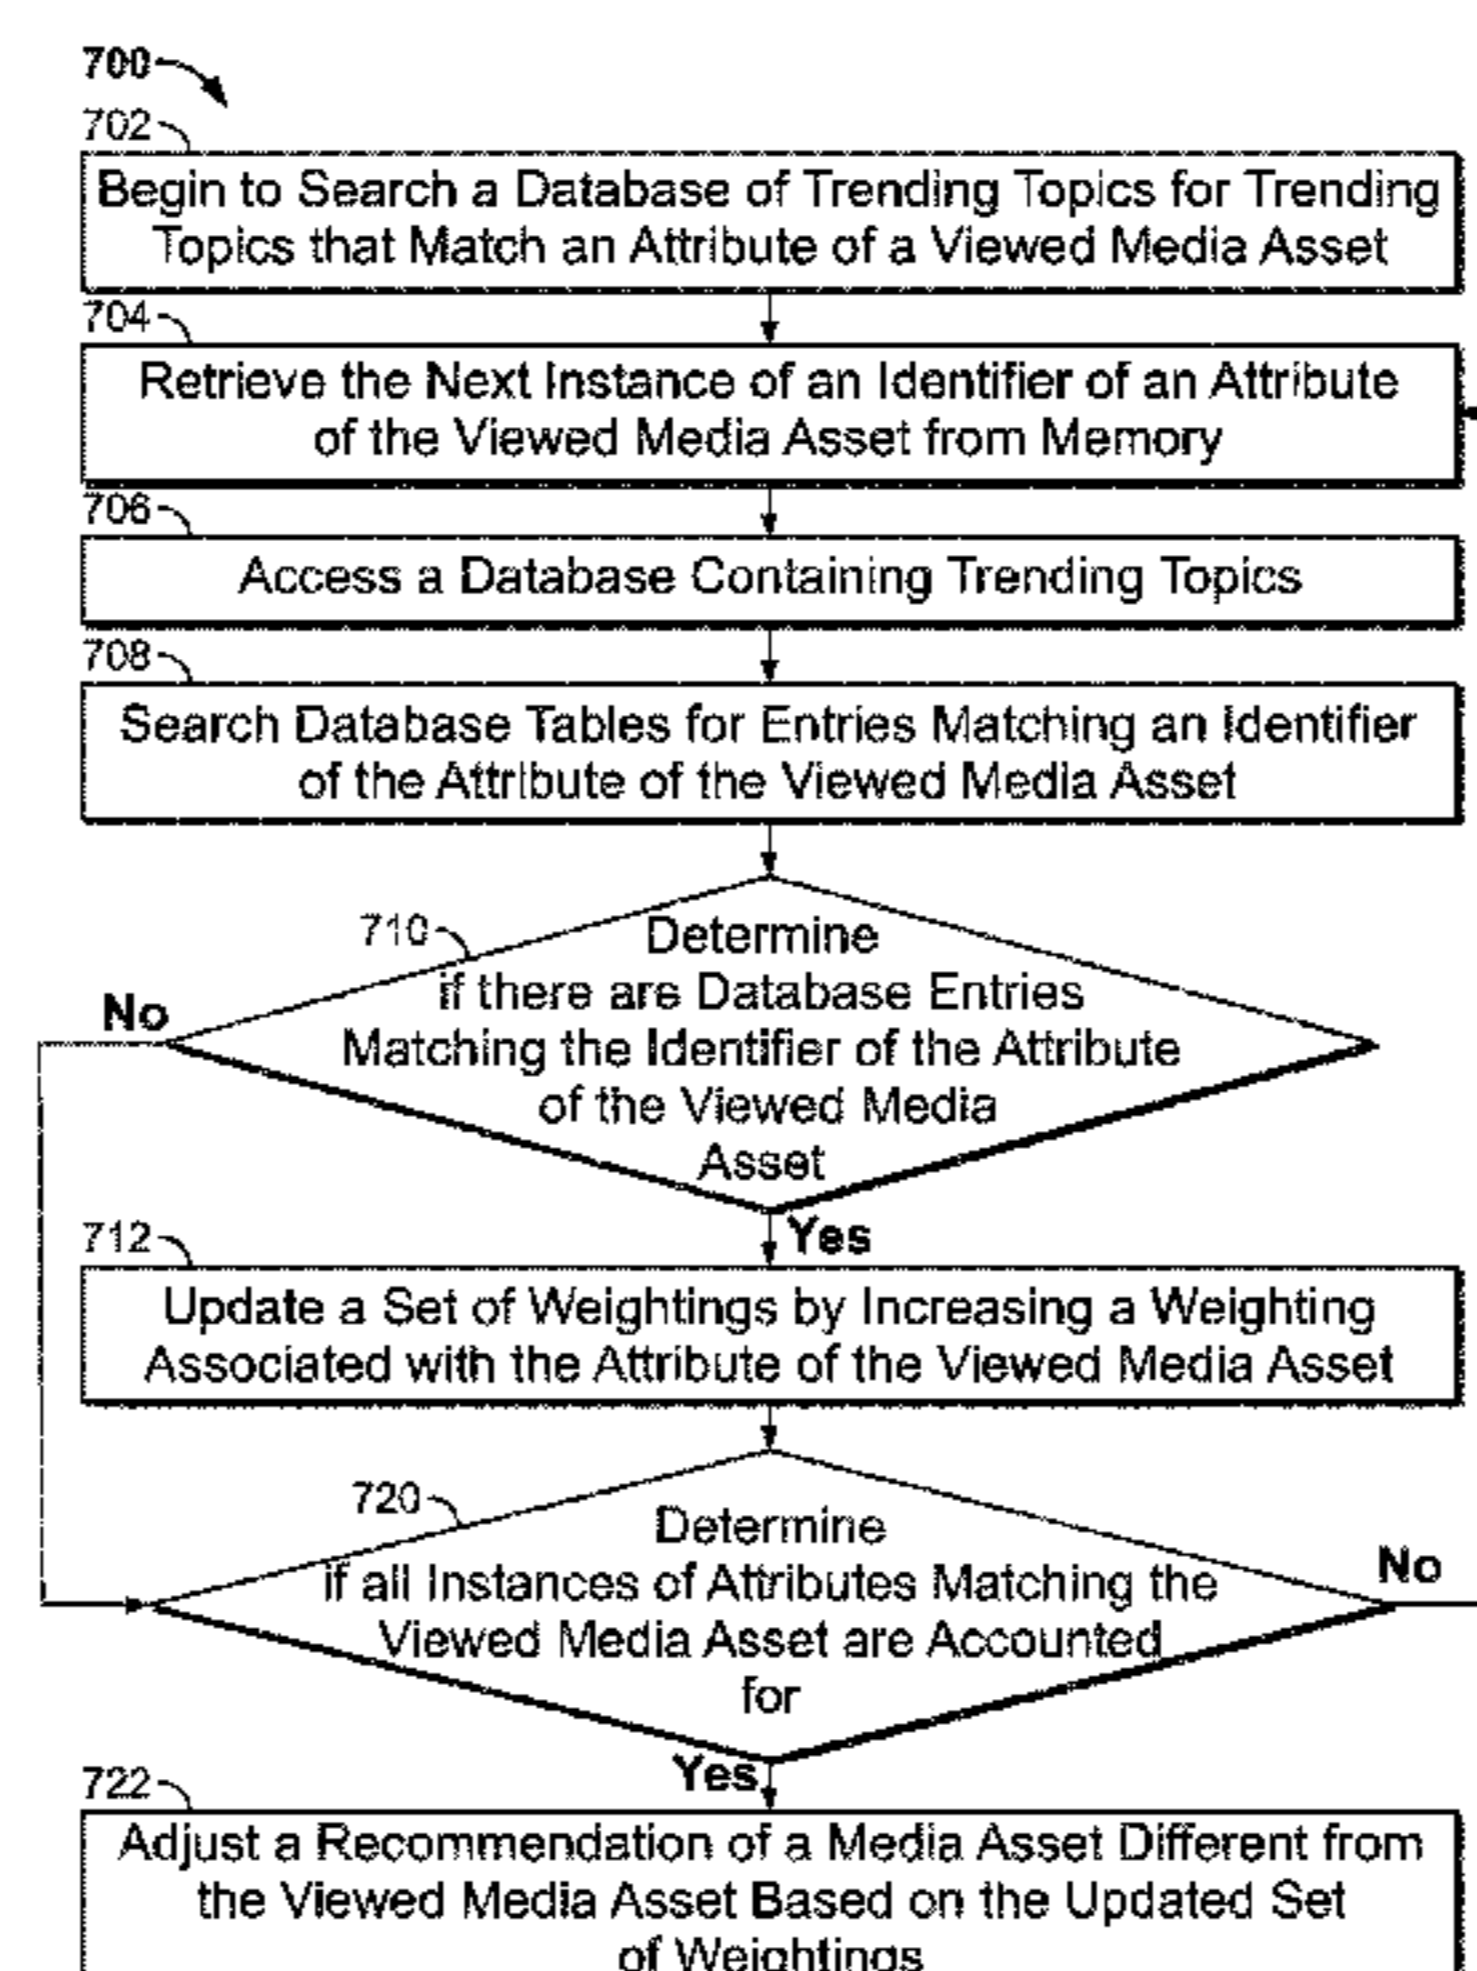 700
702
Begin to Search a Database of Trending Topics for Trending
Topics that Match an Attribute of a Viewed Media Asset
704
Retrieve the Next Instance of an Identifier of an Attribute
of the Viewed Media Asset from Memory
706
Access a Database Containing Trending Topics
708
Search Database Tables for Entries Matching an Identifier
of the Attribute of the Viewed Media Asset
710
Determine
if there are Database Entries
Matching the Identifier of the Attribute
of the Viewed Media
Asset
No
Yes
712
Update a Set of Weightings by Increasing a Weighting
Associated with the Attribute of the Viewed Media Asset
720
Determine
if all Instances of Attributes Matching the
Viewed Media Asset are Accounted
for
No
Yes
722
Adjust a Recommendation of a Media Asset Different from
the Viewed Media Asset Based on the Updated Set
of Weightings